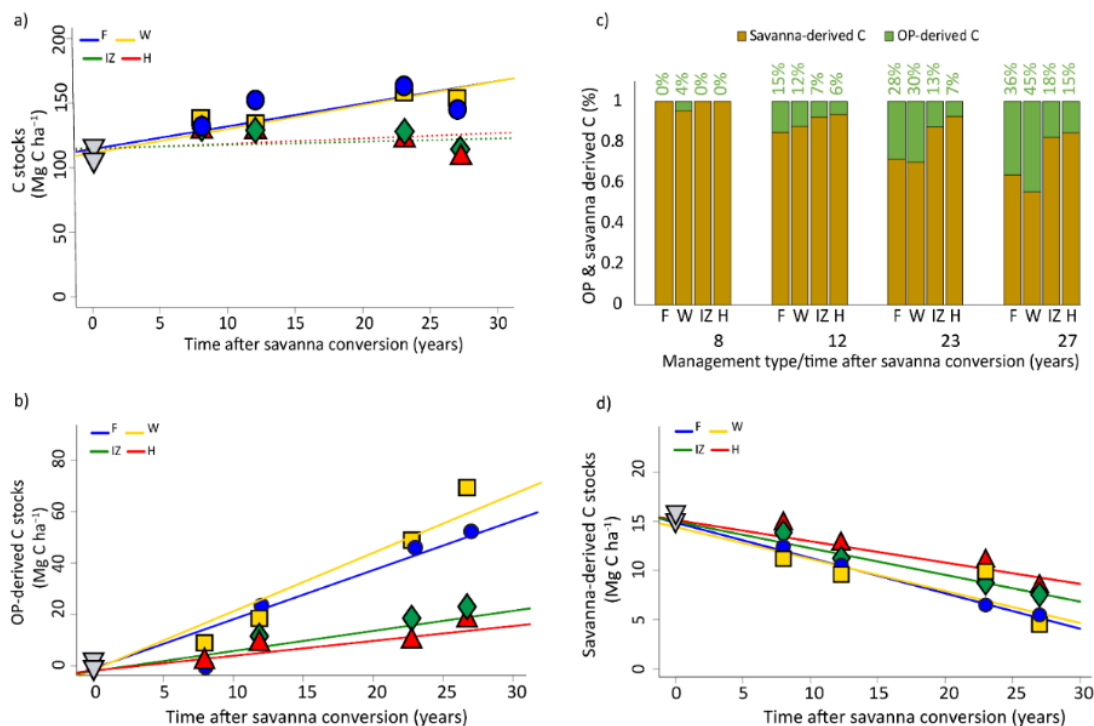 a)
F W
IZ H
C stocks
(Mg C ha⁻¹)
200
150
100
50
0
0 5 10 15 20 25 30
Time after savanna conversion (years)
c)
Savanna-derived C OP-derived C
0% 4% 0% 0% 15% 12% 7% 6% 28% 30% 13% 7% 36% 45% 18% 15%
OP & savanna derived C (%)
1
0.8
0.6
0.4
0.2
0
F W IZ H F W IZ H F W IZ H F W IZ H
8 12 23 27
Management type/time after savanna conversion (years)
b)
F W
IZ H
OP-derived C stocks
(Mg C ha⁻¹)
80
60
40
20
0
0 5 10 15 20 25 30
Time after savanna conversion (years)
d)
F W
IZ H
Savanna-derived C stocks
(Mg C ha⁻¹)
20
15
10
5
0
0 5 10 15 20 25 30
Time after savanna conversion (years)